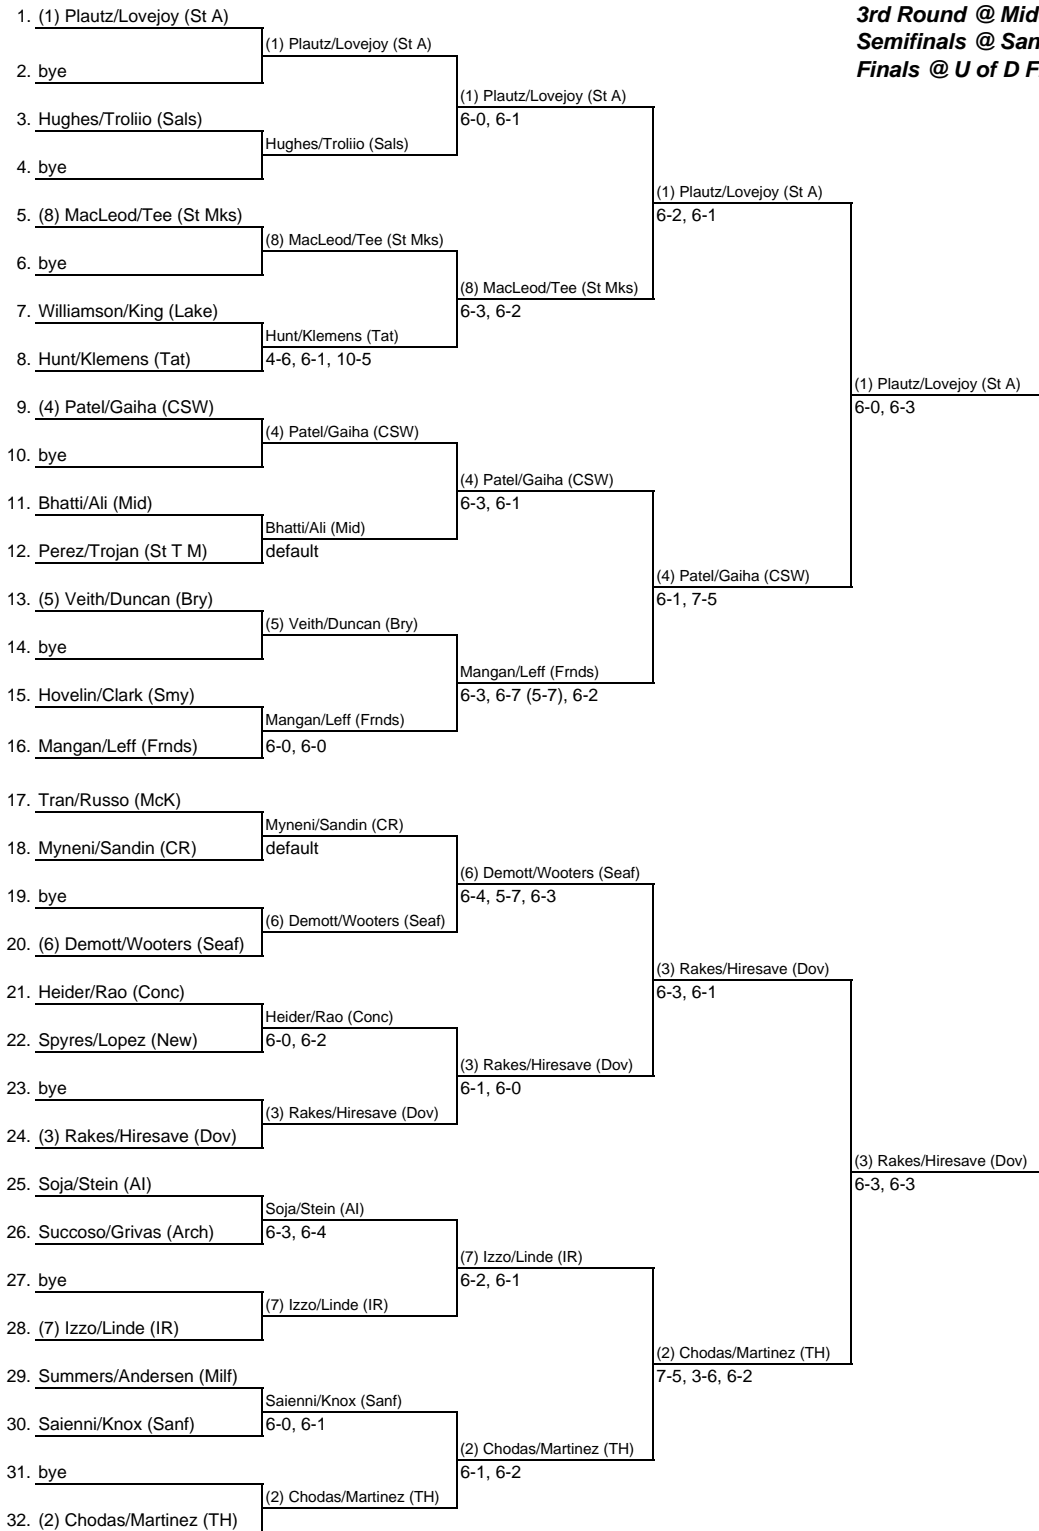 1. (1) Plautz/Lovejoy (St A)
2. bye
3. Hughes/Troliio (Sals)
4. bye
5. (8) MacLeod/Tee (St Mks)
6. bye
7. Williamson/King (Lake)
8. Hunt/Klemens (Tat)
9. (4) Patel/Gaiha (CSW)
10. bye
11. Bhatti/Ali (Mid)
12. Perez/Trojan (St T M)
13. (5) Veith/Duncan (Bry)
14. bye
15. Hovelin/Clark (Smy)
16. Mangan/Leff (Frnds)
17. Tran/Russo (McK)
18. Myneni/Sandin (CR)
19. bye
20. (6) Demott/Wooters (Seaf)
21. Heider/Rao (Conc)
22. Spyres/Lopez (New)
23. bye
24. (3) Rakes/Hiresave (Dov)
25. Soja/Stein (AI)
26. Succoso/Grivas (Arch)
27. bye
28. (7) Izzo/Linde (IR)
29. Summers/Andersen (Milf)
30. Saienni/Knox (Sanf)
31. bye
32. (2) Chodas/Martinez (TH)
(1) Plautz/Lovejoy (St A)
Hughes/Troliio (Sals)
(8) MacLeod/Tee (St Mks)
Hunt/Klemens (Tat)
4-6, 6-1, 10-5
(4) Patel/Gaiha (CSW)
Bhatti/Ali (Mid)
default
(5) Veith/Duncan (Bry)
Mangan/Leff (Frnds)
6-0, 6-0
Myneni/Sandin (CR)
default
(6) Demott/Wooters (Seaf)
Heider/Rao (Conc)
6-0, 6-2
(3) Rakes/Hiresave (Dov)
Soja/Stein (AI)
6-3, 6-4
(7) Izzo/Linde (IR)
Saienni/Knox (Sanf)
6-0, 6-1
(2) Chodas/Martinez (TH)
(1) Plautz/Lovejoy (St A)
6-0, 6-1
(8) MacLeod/Tee (St Mks)
6-3, 6-2
(4) Patel/Gaiha (CSW)
6-3, 6-1
Mangan/Leff (Frnds)
6-3, 6-7 (5-7), 6-2
(6) Demott/Wooters (Seaf)
6-4, 5-7, 6-3
(3) Rakes/Hiresave (Dov)
6-1, 6-0
(7) Izzo/Linde (IR)
6-2, 6-1
(2) Chodas/Martinez (TH)
6-1, 6-2
(1) Plautz/Lovejoy (St A)
6-2, 6-1
(4) Patel/Gaiha (CSW)
6-1, 7-5
(3) Rakes/Hiresave (Dov)
6-3, 6-1
(2) Chodas/Martinez (TH)
7-5, 3-6, 6-2
3rd Round @ Mid
Semifinals @ San
Finals @ U of D F
(1) Plautz/Lovejoy (St A)
6-0, 6-3
(3) Rakes/Hiresave (Dov)
6-3, 6-3